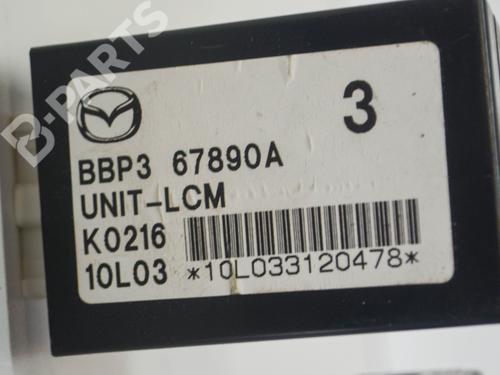 B-PARTS
3
BBP3 67890A
UNIT-LCM
K0216
10L03 *10L033120478*